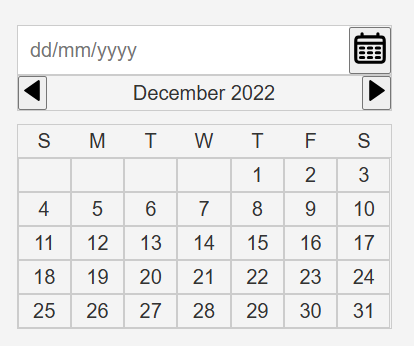 dd/mm/yyyy
December 2022
S M T W T F S
1 2 3
4 5 6 7 8 9 10
11 12 13 14 15 16 17
18 19 20 21 22 23 24
25 26 27 28 29 30 31